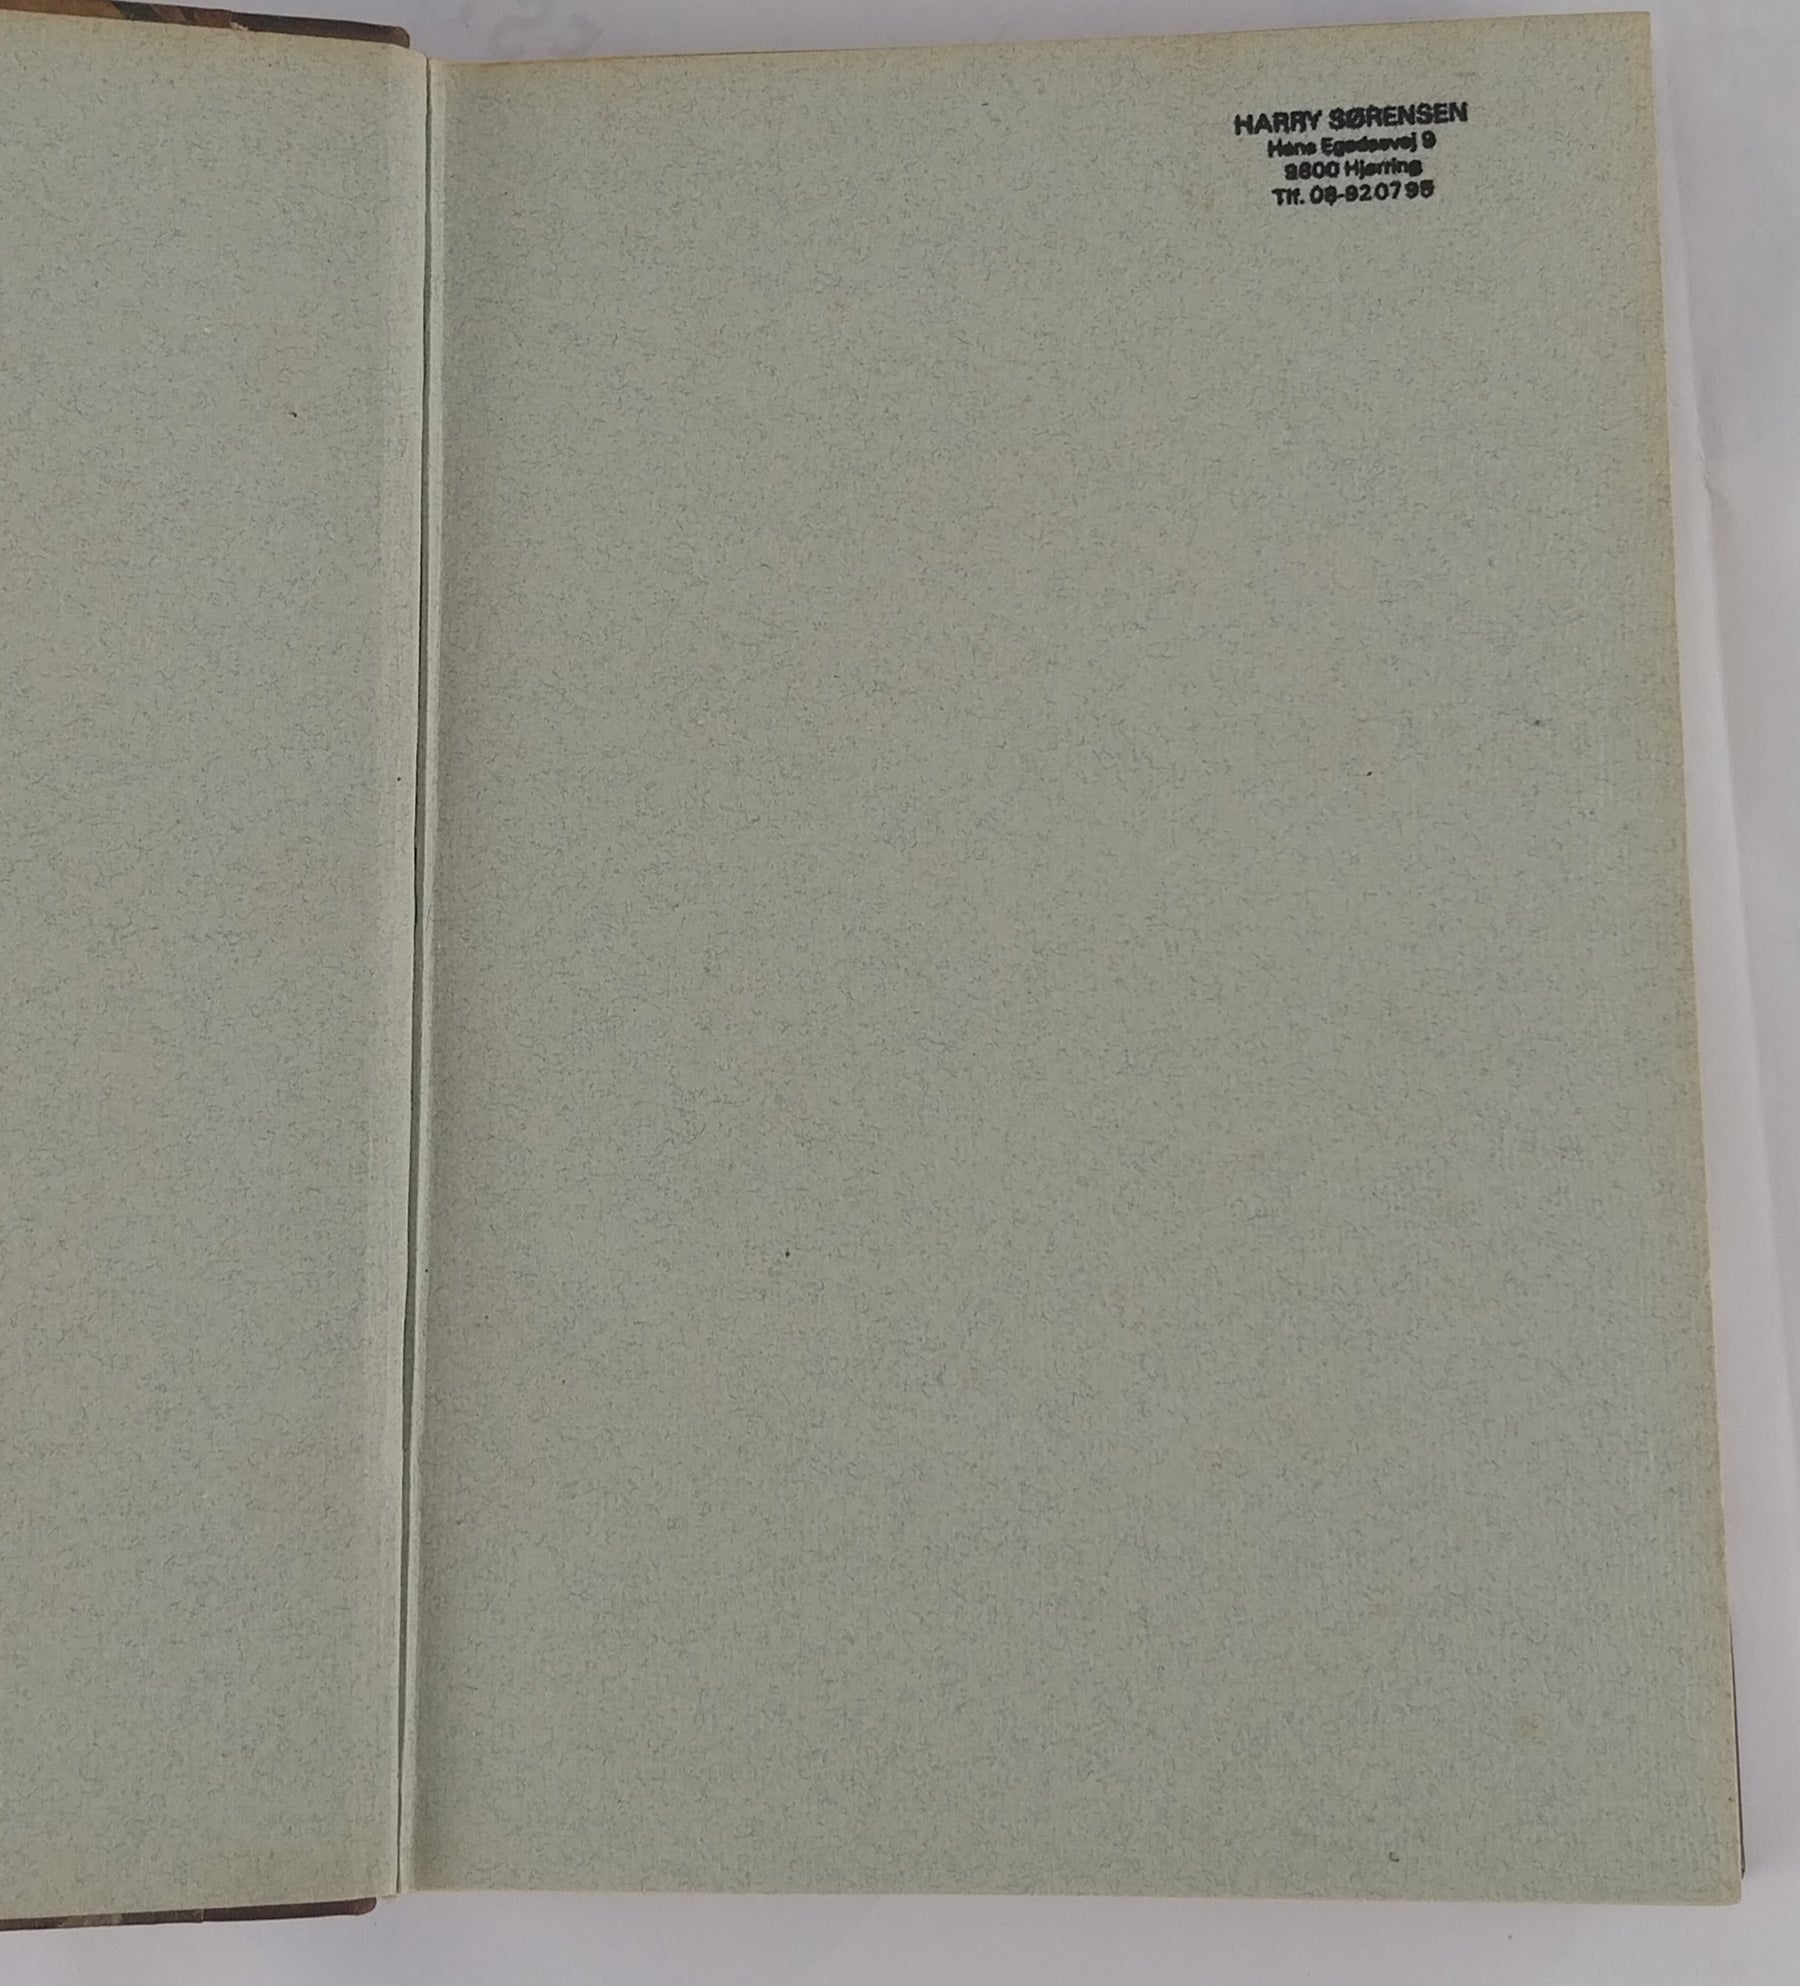 HARRY SØRENSEN
Hans Egedesvej 9
9800 Hjørring
Tlf. 08-920795